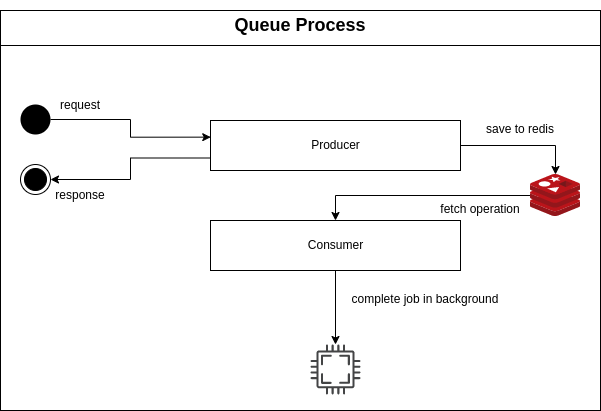 Queue Process
request
Producer
save to redis
response
fetch operation
Consumer
complete job in background